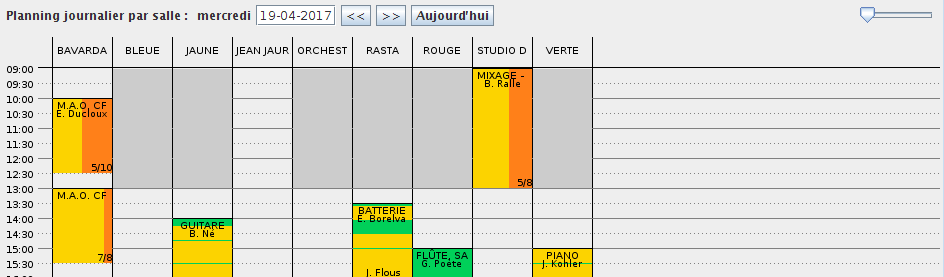 Planning journalier par salle : mercredi 19-04-2017 << >> Aujourd'hui
BAVARDA BLEUE JAUNE JEAN JAUR ORCHEST RASTA ROUGE STUDIO D VERTE
09:00
MIXAGE -
09:30
B. Ralle
10:00
M.A.O. CF
10:30
E. Ducloux
11:00
11:30
12:00
5/10
12:30
5/8
13:00
M.A.O. CF
13:30
BATTERIE
E. Borelva
14:00
GUITARE
14:30
B. Né
15:00
FLÛTE, SA PIANO
7/8
15:30
G. Poète J. Kohler
J. Flous